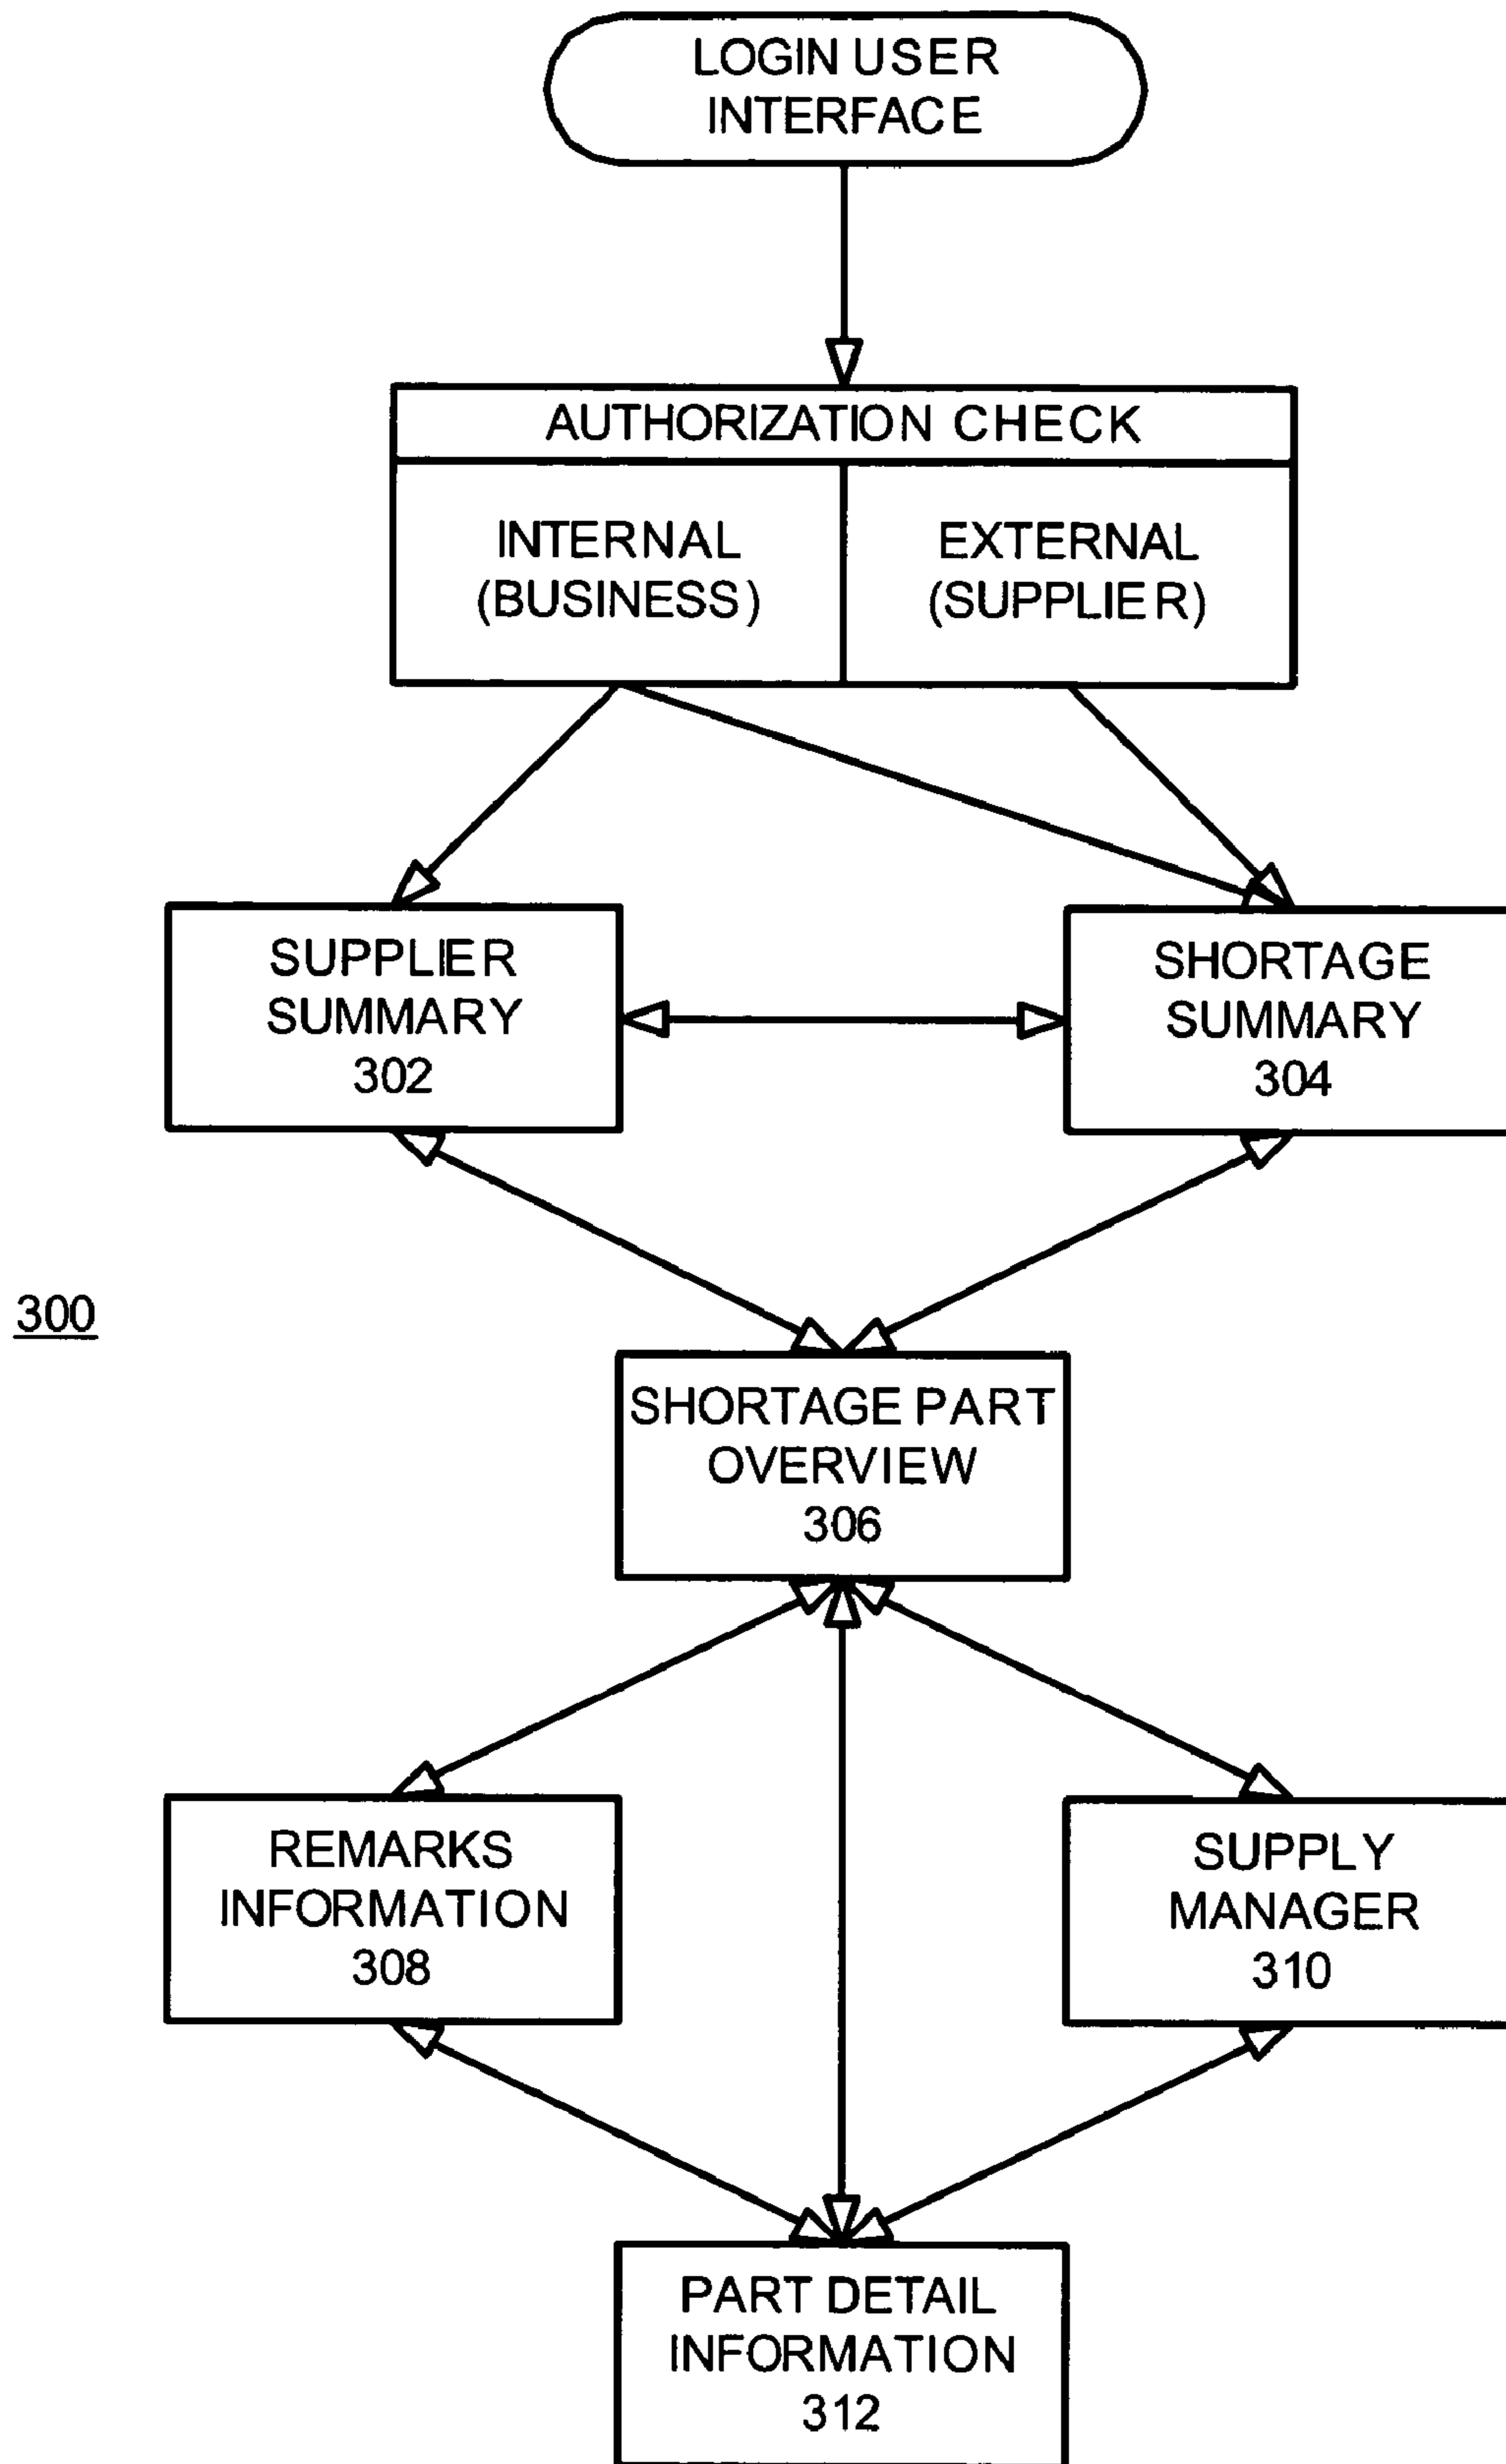 LOGIN USER
INTERFACE
AUTHORIZATION CHECK
INTERNAL
(BUSINESS)
EXTERNAL
(SUPPLIER)
SUPPLIER
SUMMARY
302
SHORTAGE
SUMMARY
304
300
SHORTAGE PART
OVERVIEW
306
REMARKS
INFORMATION
308
SUPPLY
MANAGER
310
PART DETAIL
INFORMATION
312